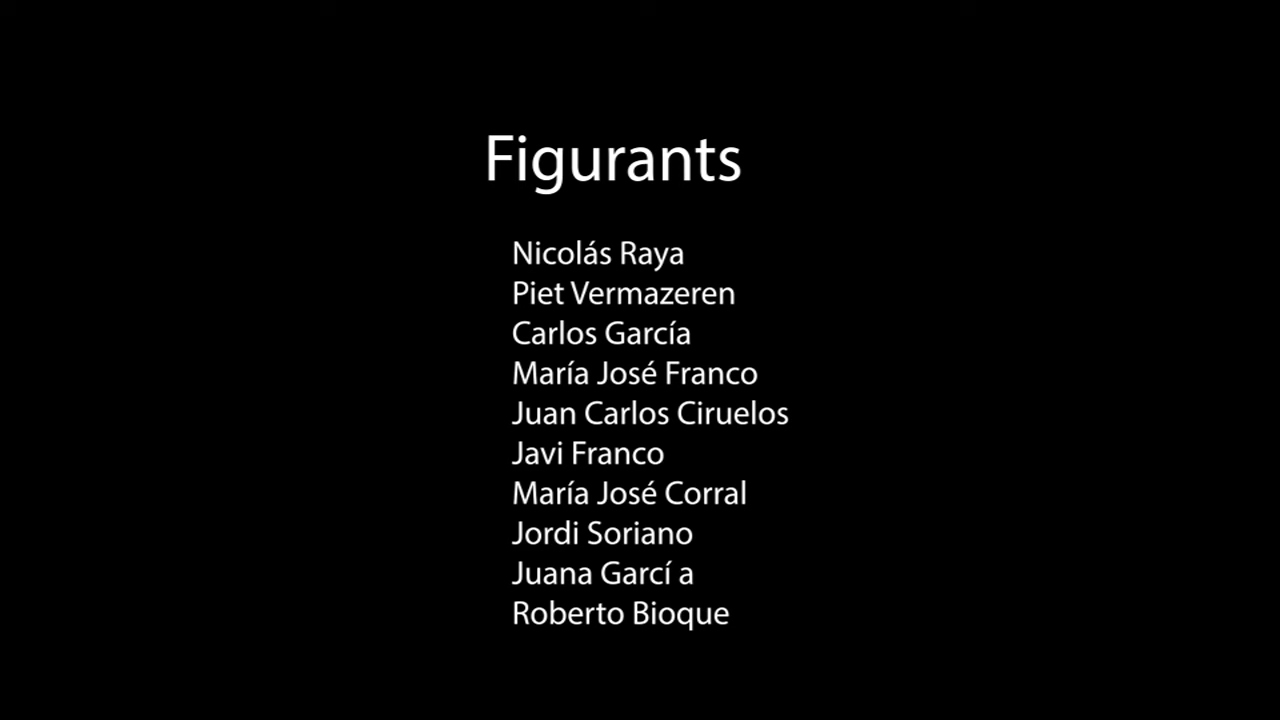 Figurants
Nicolás Raya
Piet Vermazeren
Carlos García
María José Franco
Juan Carlos Ciruelos
Javi Franco
María José Corral
Jordi Soriano
Juana Garcí a
Roberto Bioque